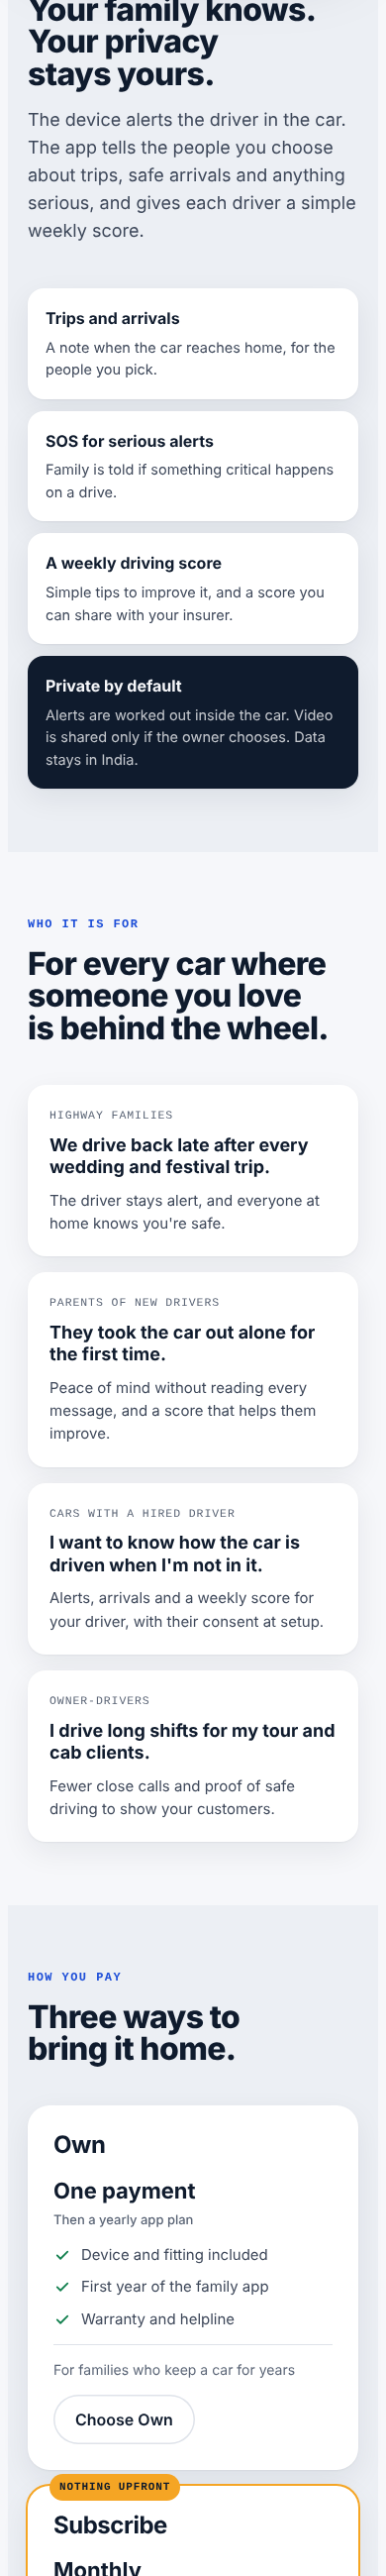 Your family knows.
Your privacy
stays yours.
The device alerts the driver in the car.
The app tells the people you choose
about trips, safe arrivals and anything
serious, and gives each driver a simple
weekly score.
Trips and arrivals
A note when the car reaches home, for the
people you pick.
SOS for serious alerts
Family is told if something critical happens
on a drive.
A weekly driving score
Simple tips to improve it, and a score you
can share with your insurer.
Private by default
Alerts are worked out inside the car. Video
is shared only if the owner chooses. Data
stays in India.
WHO IT IS FOR
For every car where
someone you love
is behind the wheel.
HIGHWAY FAMILIES
We drive back late after every
wedding and festival trip.
The driver stays alert, and everyone at
home knows you're safe.
PARENTS OF NEW DRIVERS
They took the car out alone for
the first time.
Peace of mind without reading every
message, and a score that helps them
improve.
CARS WITH A HIRED DRIVER
I want to know how the car is
driven when I'm not in it.
Alerts, arrivals and a weekly score for
your driver, with their consent at setup.
OWNER-DRIVERS
I drive long shifts for my tour and
cab clients.
Fewer close calls and proof of safe
driving to show your customers.
HOW YOU PAY
Three ways to
bring it home.
Own
One payment
Then a yearly app plan
Device and fitting included
First year of the family app
Warranty and helpline
For families who keep a car for years
Choose Own
NOTHING UPFRONT
Subscribe
Monthly